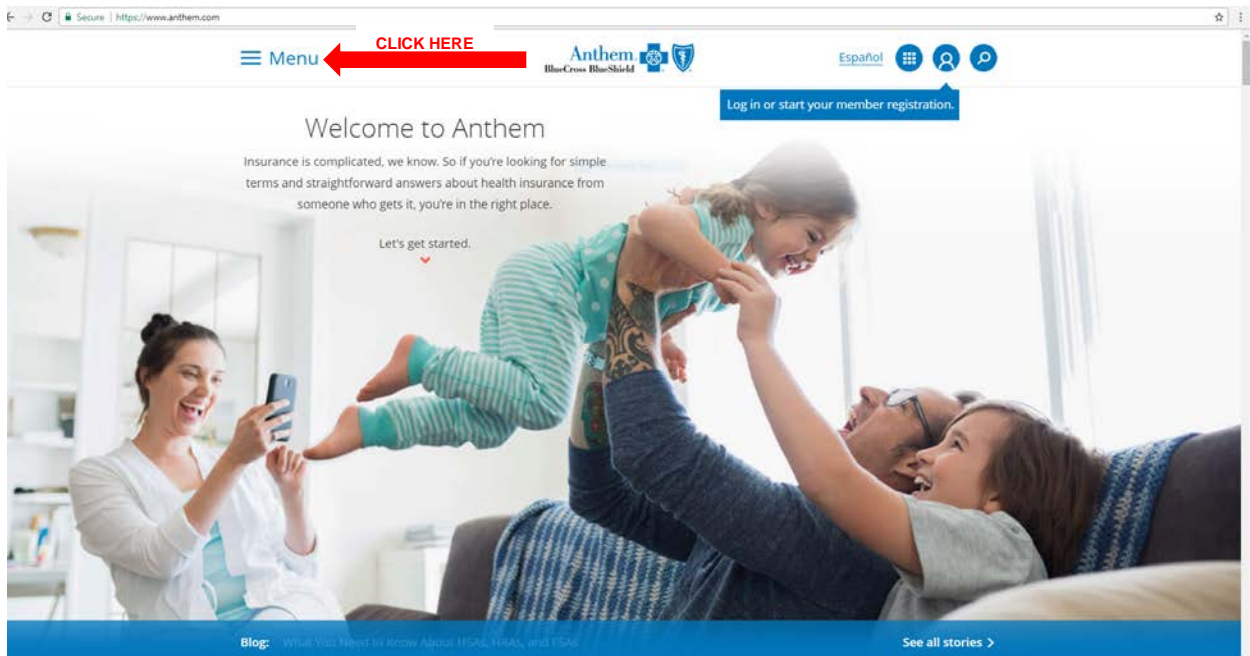 Secure | https://www.anthem.com
Menu
CLICK HERE
Anthem
BlueCross BlueShield
Español
Log in or start your member registration.
Welcome to Anthem
Insurance is complicated, we know. So if you're looking for simple
terms and straightforward answers about health insurance from
someone who gets it, you're in the right place.
Let's get started.
Blog: What You Need to Know About HSAs, HRAs, and FSAs
See all stories >